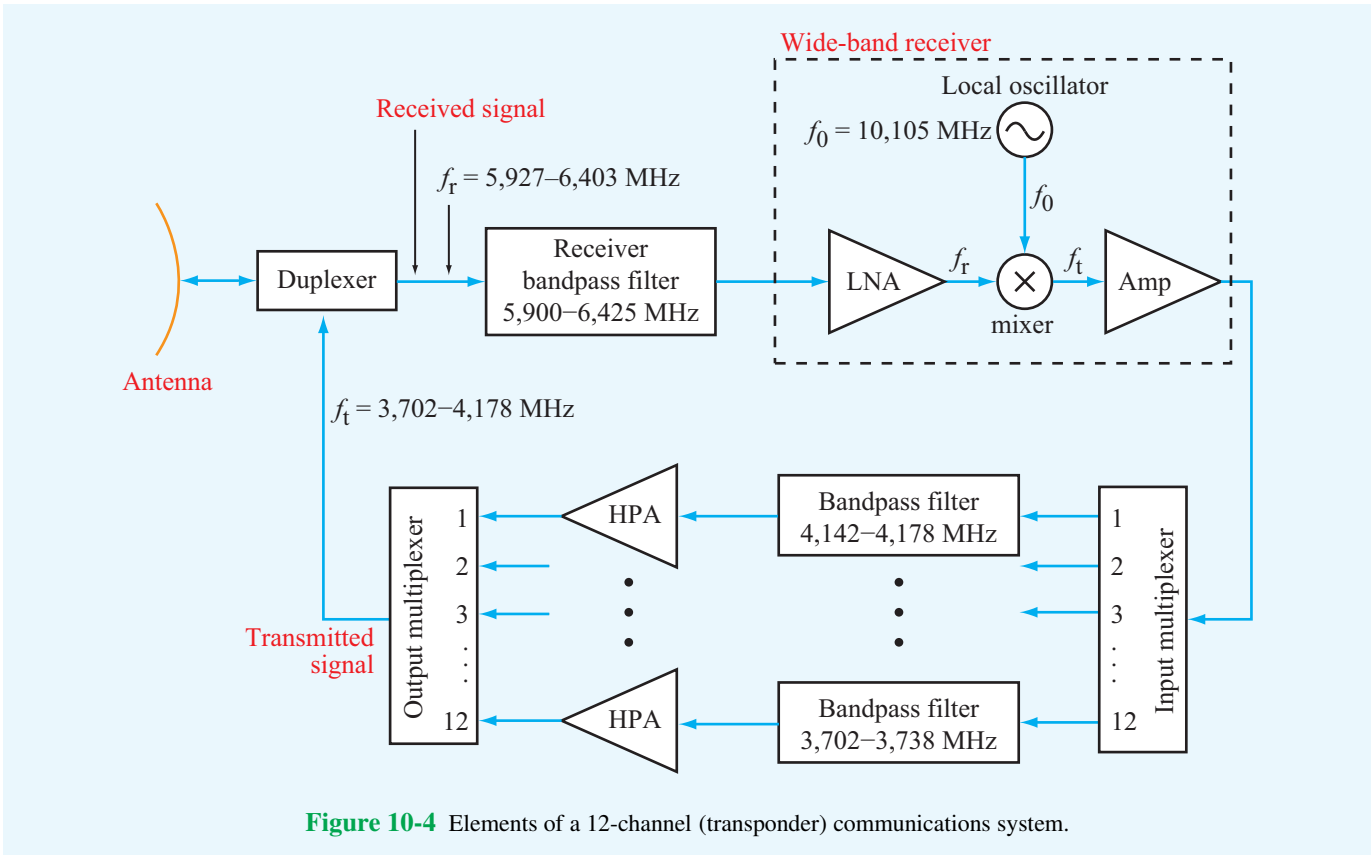 Wide-band receiver
Local oscillator
f0 = 10,105 MHz
Received signal
fr = 5,927–6,403 MHz
f0
Duplexer
Receiver
bandpass filter
5,900–6,425 MHz
LNA
fr
×
mixer
ft
Amp
Antenna
ft = 3,702–4,178 MHz
Output multiplexer
1
2
3
. . . .
12
HPA
Bandpass filter
4,142–4,178 MHz
1
2
3
. . . .
12
Input multiplexer
Transmitted
signal
HPA
Bandpass filter
3,702–3,738 MHz
Figure 10-4 Elements of a 12-channel (transponder) communications system.